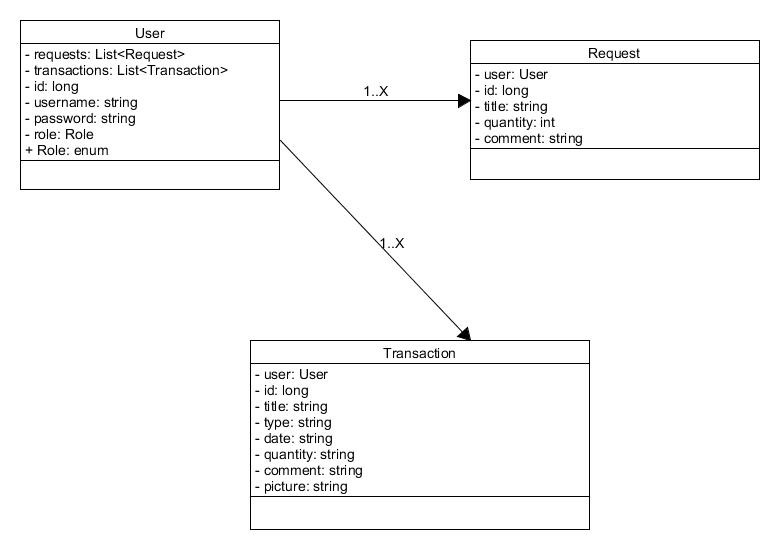 User
- requests: List<Request>
- transactions: List<Transaction>
- id: long
- username: string
- password: string
- role: Role
+ Role: enum
1..X
Request
- user: User
- id: long
- title: string
- quantity: int
- comment: string
1..X
Transaction
- user: User
- id: long
- title: string
- type: string
- date: string
- quantity: string
- comment: string
- picture: string